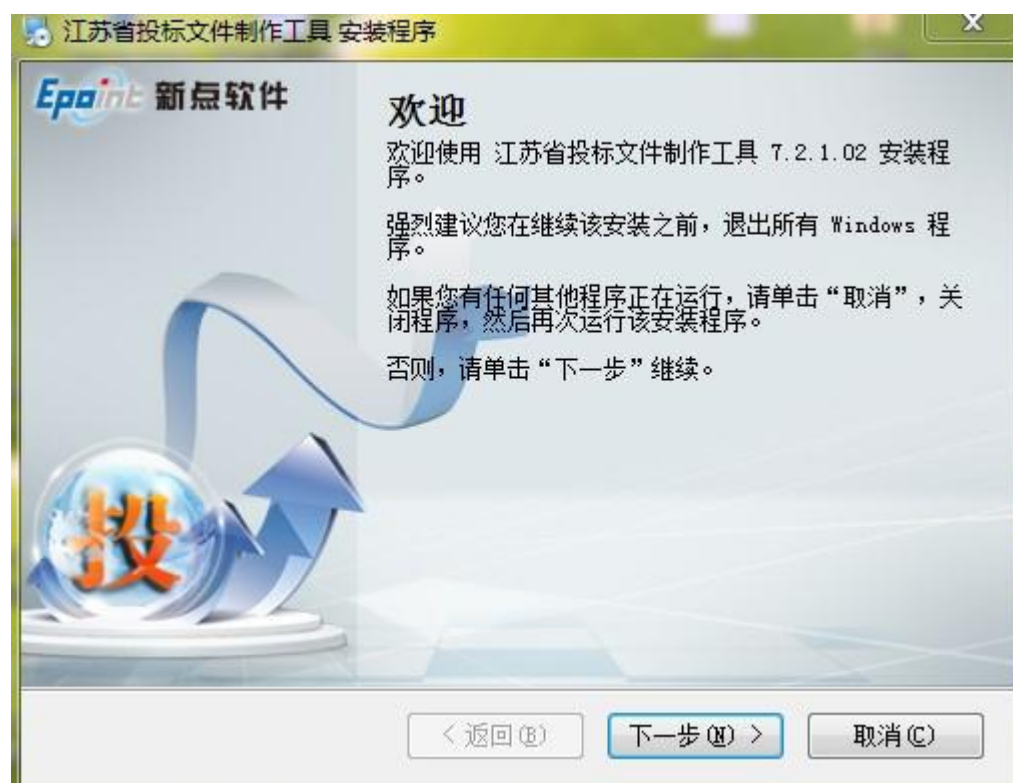 江苏省投标文件制作工具 安装程序
Epoint 新点软件
欢迎
欢迎使用 江苏省投标文件制作工具 7.2.1.02 安装程
序。
强烈建议您在继续该安装之前，退出所有 Windows 程
序。
如果您有任何其他程序正在运行，请单击“取消”，关
闭程序，然后再次运行该安装程序。
否则，请单击“下一步”继续。
投
< 返回(B)
下一步(N) >
取消(C)